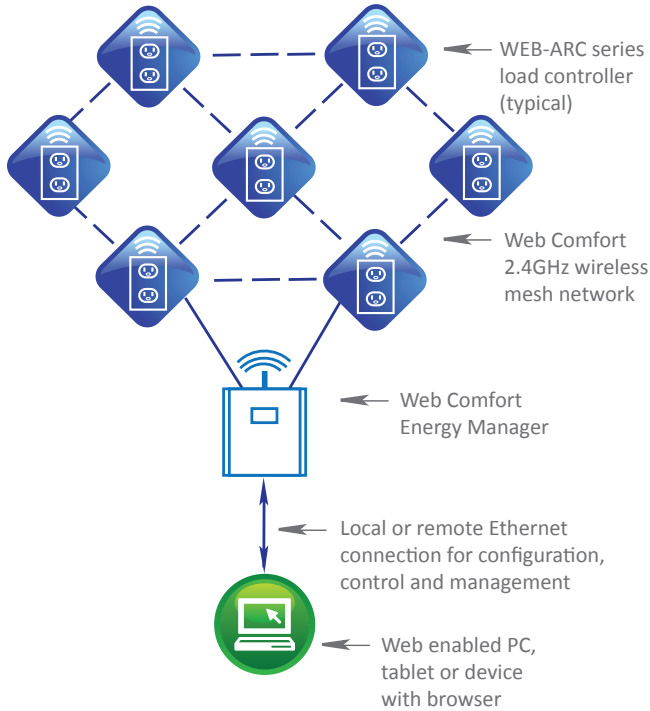 WEB-ARC series
load controller
(typical)
Web Comfort
2.4GHz wireless
mesh network
Web Comfort
Energy Manager
Local or remote Ethernet
connection for configuration,
control and management
Web enabled PC,
tablet or device
with browser